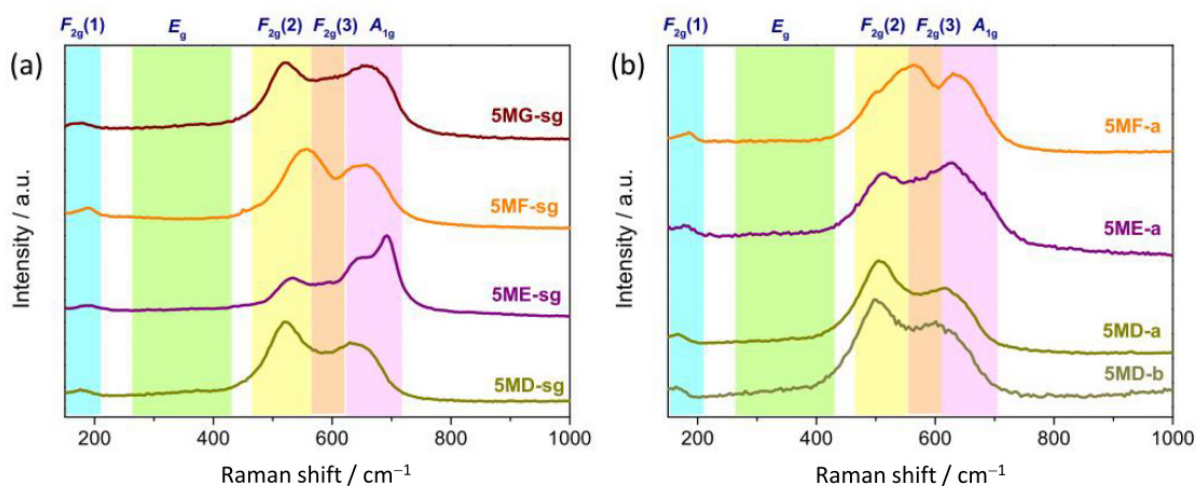 F2g(1) Eg F2g(2) F2g(3) A1g
(a)
5MG-sg
5MF-sg
5ME-sg
5MD-sg
Intensity / a.u.
200 400 600 800 1000
Raman shift / cm⁻¹
F2g(1) Eg F2g(2) F2g(3) A1g
(b)
5MF-a
5ME-a
5MD-a
5MD-b
Intensity / a.u.
200 400 600 800 1000
Raman shift / cm⁻¹